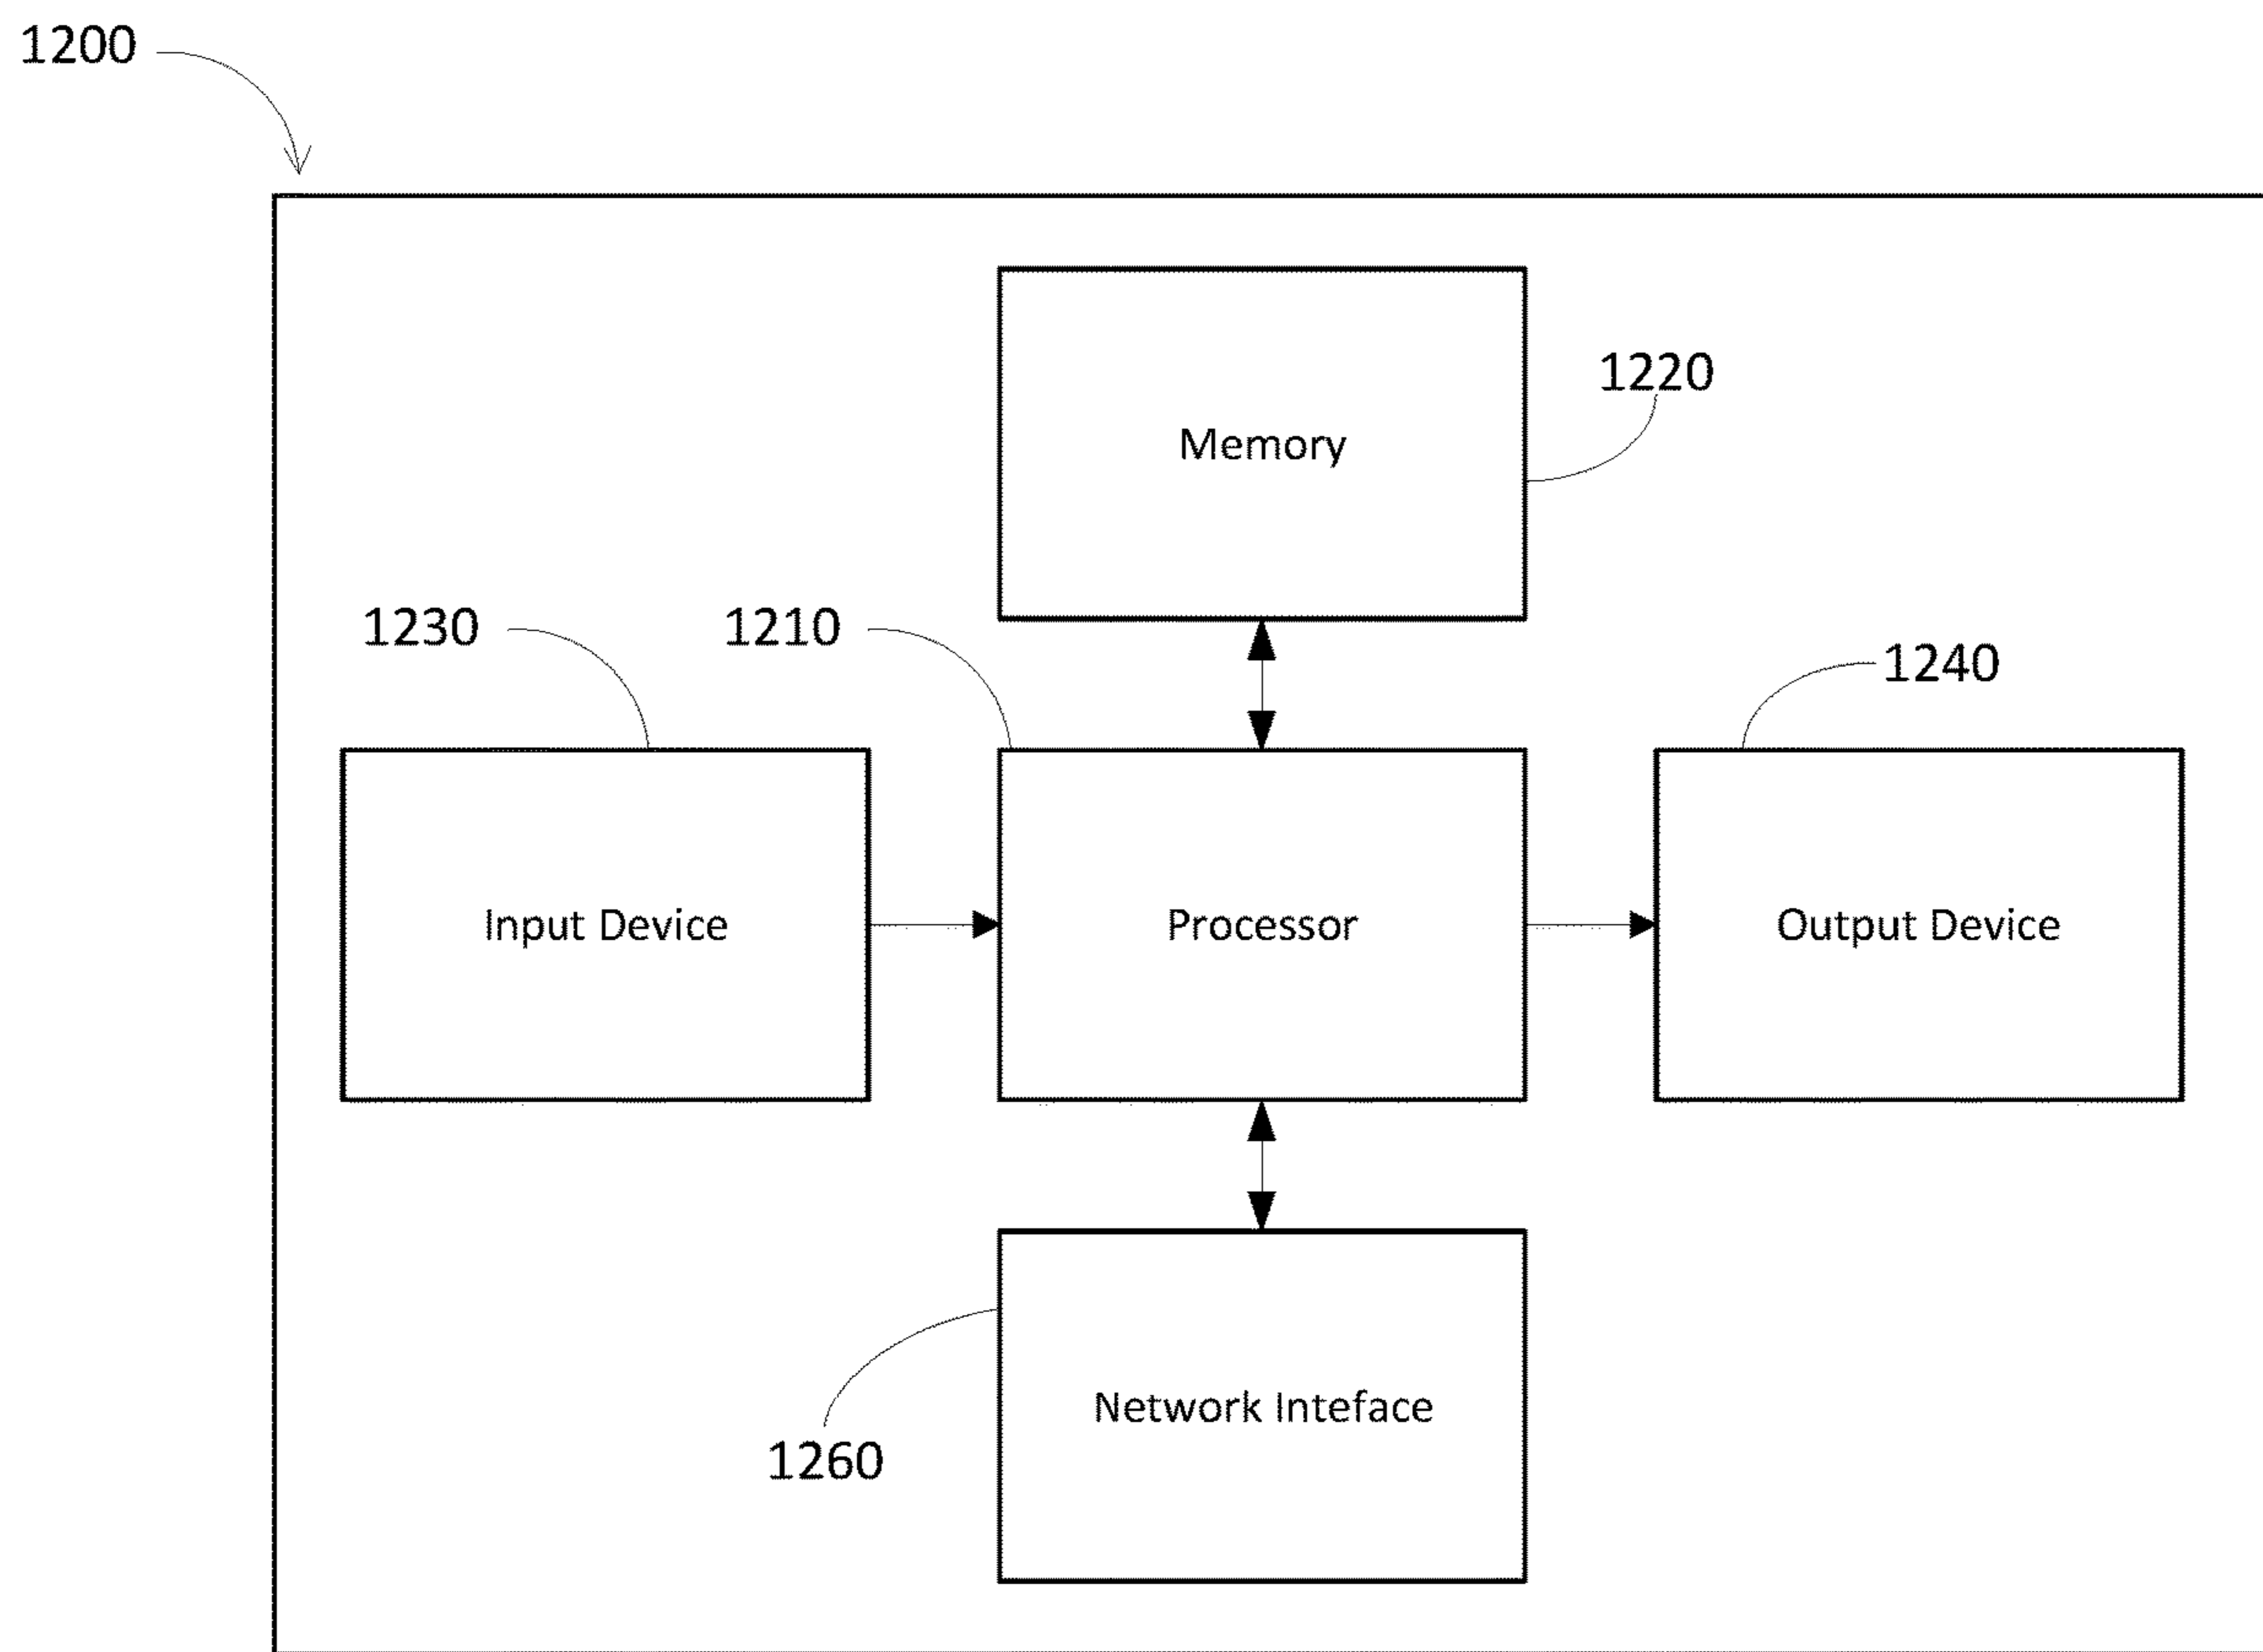 1200
Memory
1220
1230
1210
1240
Input Device
Processor
Output Device
Network Inteface
1260